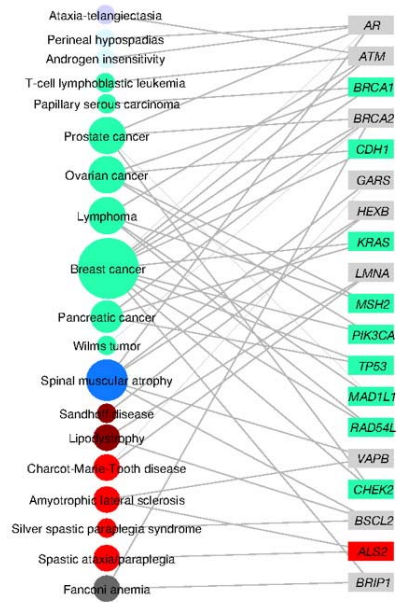 Ataxia-telangiectasia
Perineal hypospadias
Androgen insensitivity
T-cell lymphoblastic leukemia
Papillary serous carcinoma
Prostate cancer
Ovarian cancer
Lymphoma
Breast cancer
Pancreatic cancer
Wilms tumor
Spinal muscular atrophy
Sandhoff disease
Lipodystrophy
Charcot-Marie-Tooth disease
Amyotrophic lateral sclerosis
Silver spastic paraplegia syndrome
Spastic ataxia/paraplegia
Fanconi anemia
AR
ATM
BRCA1
BRCA2
CDH1
GARS
HEXB
KRAS
LMNA
MSH2
PIK3CA
TP53
MAD1L1
RAD54L
VAPB
CHEK2
BSCL2
ALS2
BRIP1